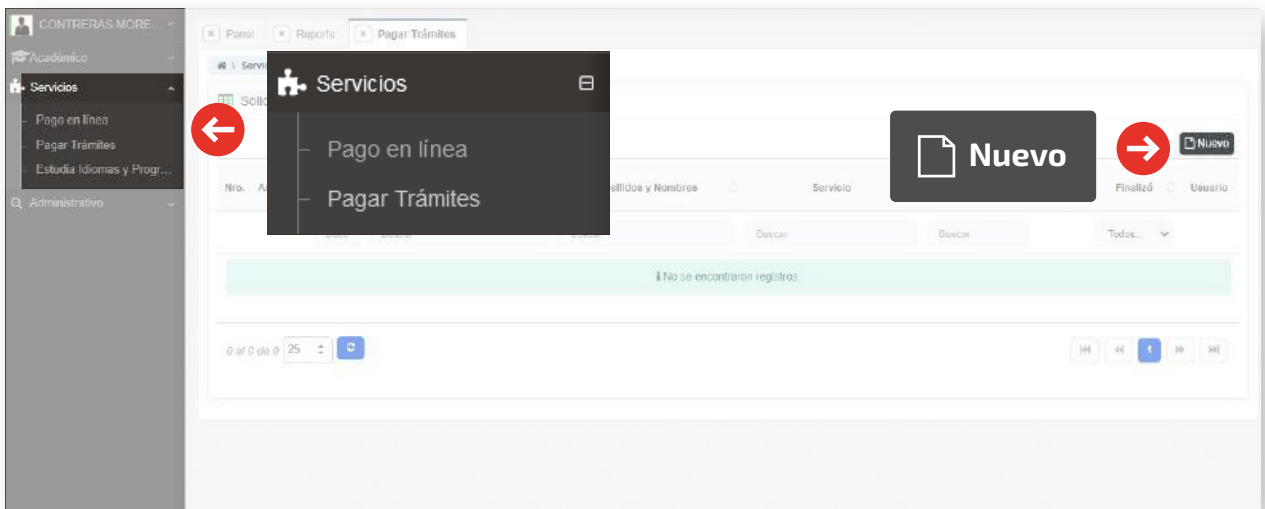 CONTRERAS MORE...
Académico
Servicios
Pago en línea
Pagar Trámites
Estudia Idiomas y Progr...
Administrativo
Panel
Reporte
Pagar Trámites
\ Servi
Solic
Servicios
Pago en línea
Pagar Trámites
Nuevo
Nuevo
Nro.
ellidos y Nombres
Servicio
Finalizó
Usuario
Buscar
Buscar
Todos...
No se encontraron registros
0 al 0 de 0
25
1